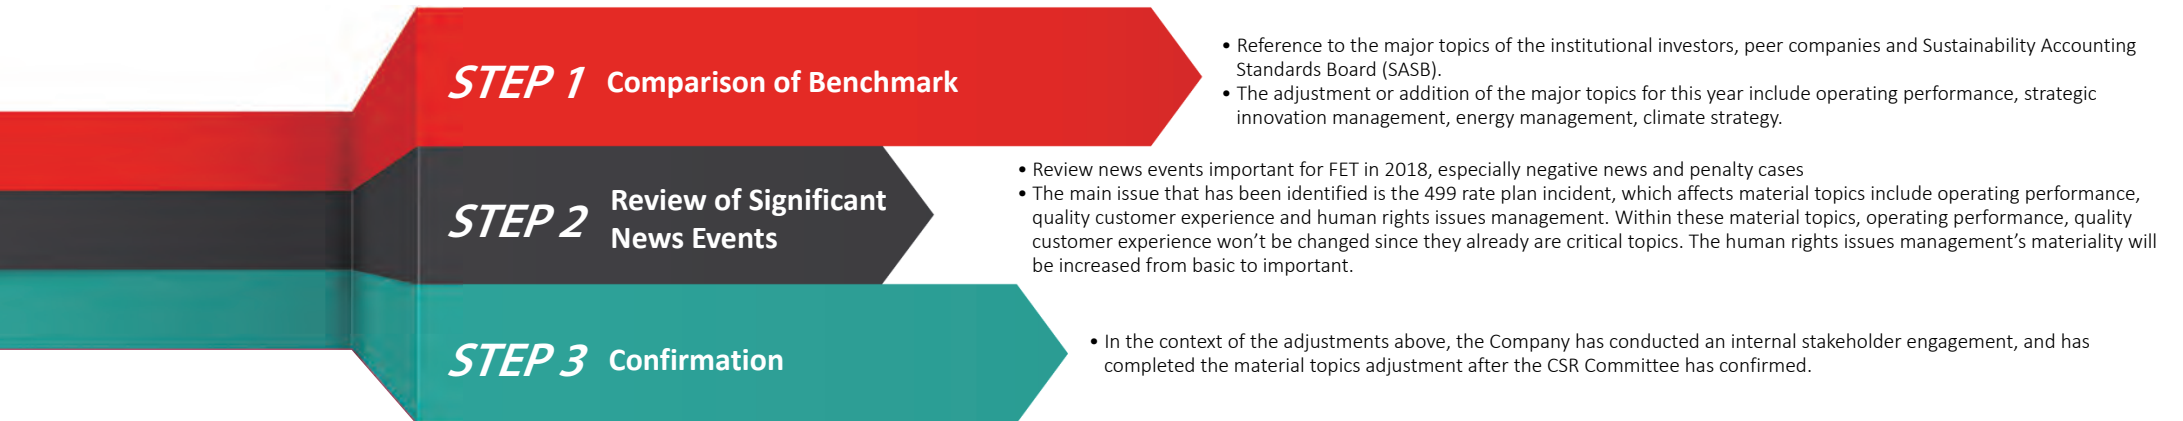 STEP 1 Comparison of Benchmark
• Reference to the major topics of the institutional investors, peer companies and Sustainability Accounting
Standards Board (SASB).
• The adjustment or addition of the major topics for this year include operating performance, strategic
innovation management, energy management, climate strategy.
STEP 2 Review of Significant
News Events
• Review news events important for FET in 2018, especially negative news and penalty cases
• The main issue that has been identified is the 499 rate plan incident, which affects material topics include operating performance,
quality customer experience and human rights issues management. Within these material topics, operating performance, quality
customer experience won’t be changed since they already are critical topics. The human rights issues management’s materiality will
be increased from basic to important.
STEP 3 Confirmation
• In the context of the adjustments above, the Company has conducted an internal stakeholder engagement, and has
completed the material topics adjustment after the CSR Committee has confirmed.